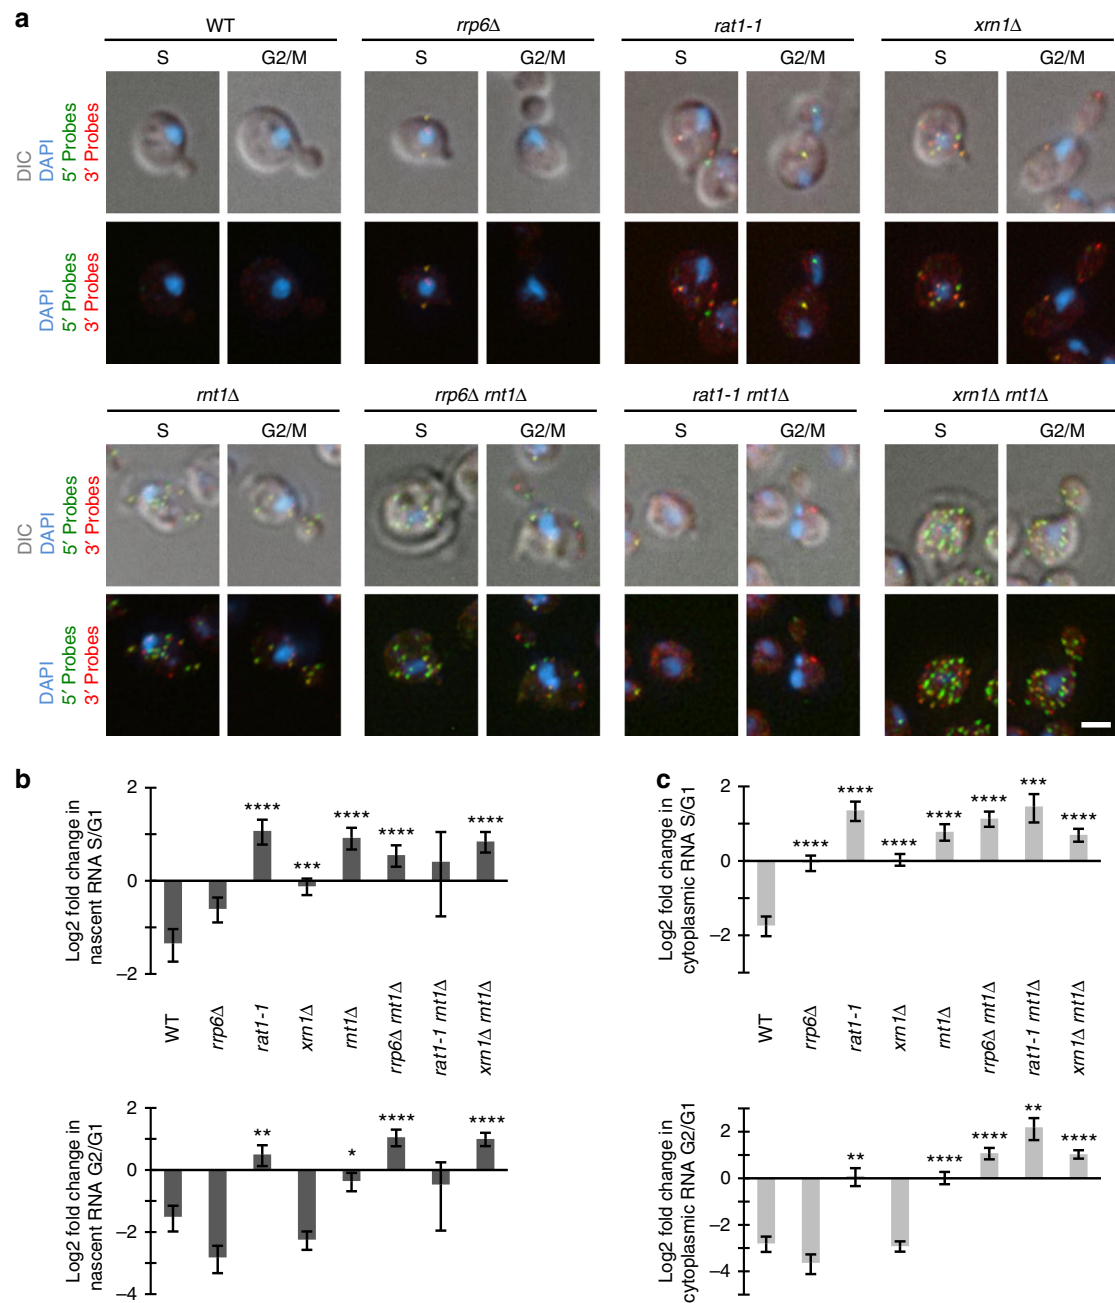 a
WT rrp6Δ rat1-1 xrn1Δ
S G2/M S G2/M S G2/M S G2/M
DIC
DAPI
5′ Probes
3′ Probes
DAPI
5′ Probes
3′ Probes
rnt1Δ rrp6Δ rnt1Δ rat1-1 rnt1Δ xrn1Δ rnt1Δ
S G2/M S G2/M S G2/M S G2/M
DIC
DAPI
5′ Probes
3′ Probes
DAPI
5′ Probes
3′ Probes
b
Log2 fold change in
nascent RNA S/G1
2
0
−2
**** *** **** **** ****
WT rrp6Δ rat1-1 xrn1Δ rnt1Δ rrp6Δ rnt1Δ rat1-1 rnt1Δ xrn1Δ rnt1Δ
Log2 fold change in
nascent RNA G2/G1
2
0
−2
−4
** * **** ****
c
Log2 fold change in
cytoplasmic RNA S/G1
2
0
−2
**** **** **** **** **** *** ****
WT rrp6Δ rat1-1 xrn1Δ rnt1Δ rrp6Δ rnt1Δ rat1-1 rnt1Δ xrn1Δ rnt1Δ
Log2 fold change in
cytoplasmic RNA G2/G1
2
0
−2
−4
** **** **** ** ****